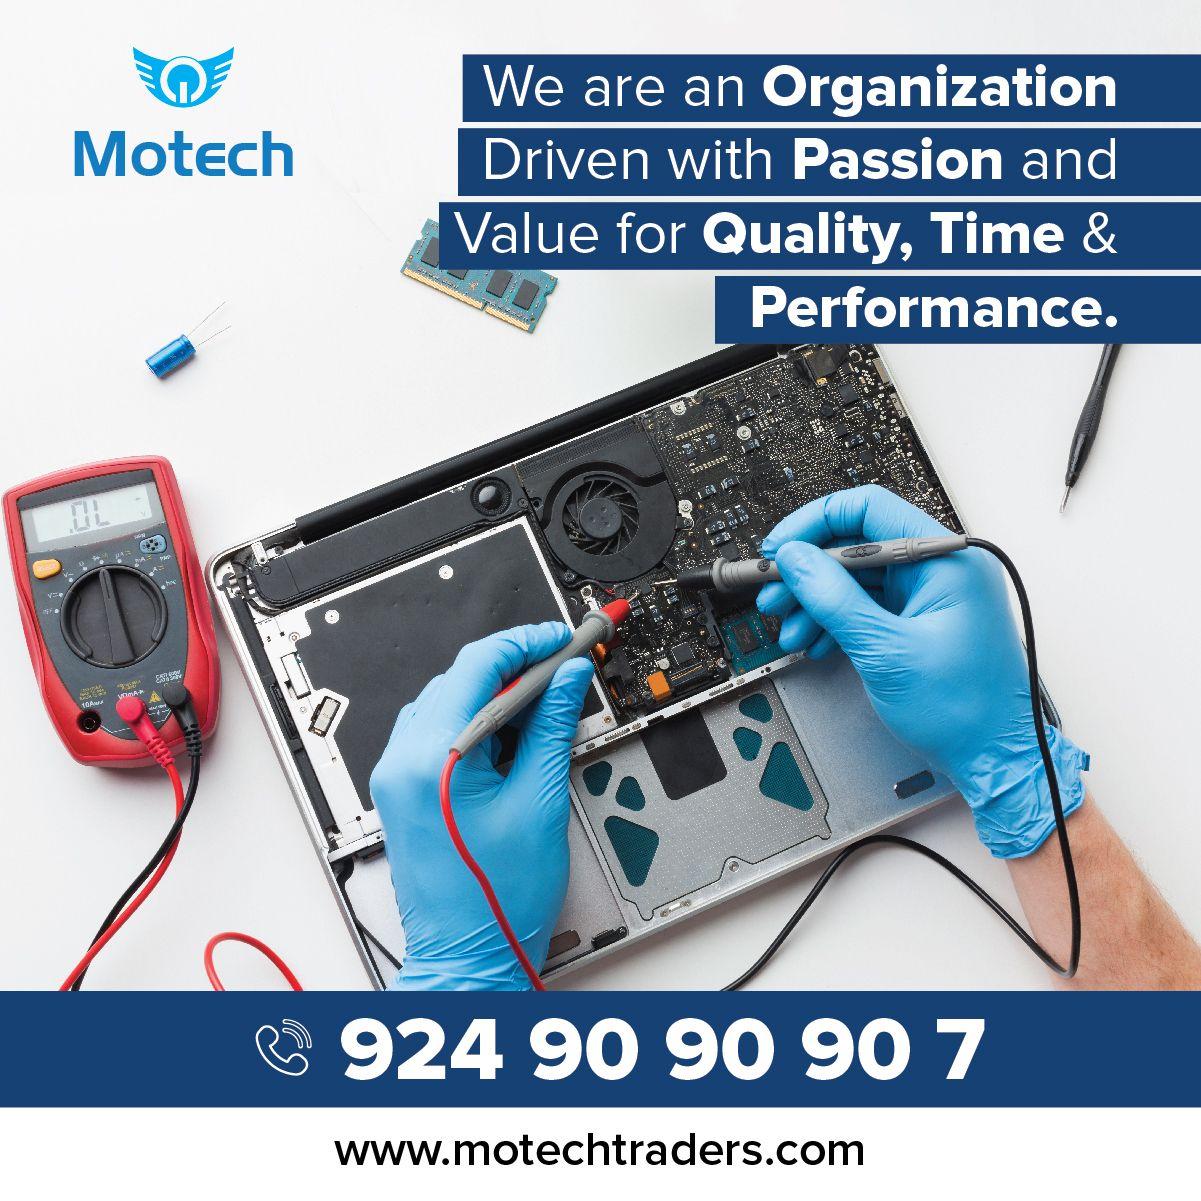 Motech
We are an Organization
Driven with Passion and
Value for Quality, Time &
Performance.
924 90 90 90 7
www.motechtraders.com